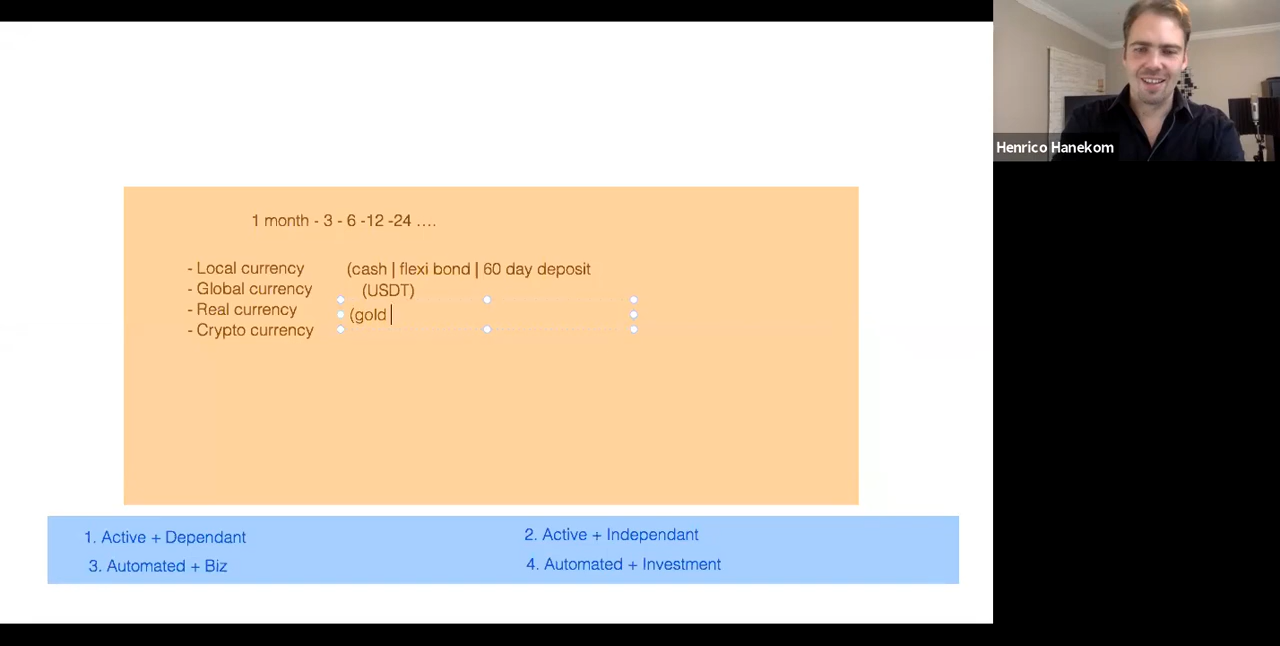 Henrico Hanekom
1 month - 3 - 6 -12 -24 ....
- Local currency (cash | flexi bond | 60 day deposit
- Global currency (USDT)
- Real currency (gold
- Crypto currency
1. Active + Dependant 2. Active + Independant
3. Automated + Biz 4. Automated + Investment